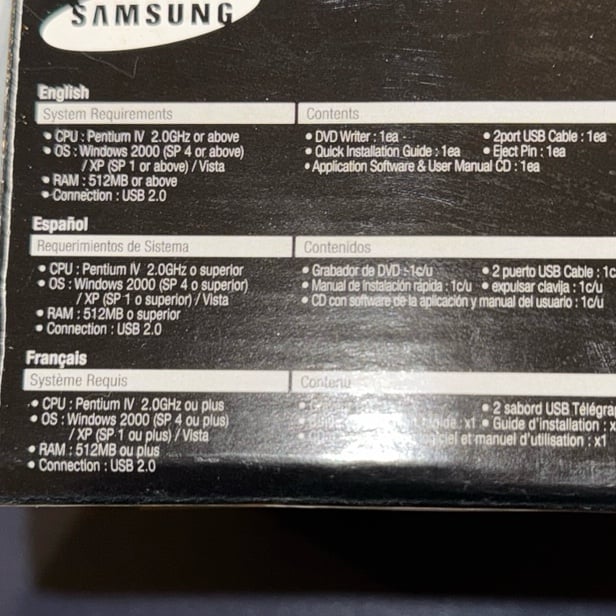 SAMSUNG
English
System Requirements
• CPU : Pentium IV 2.0GHz or above
• OS : Windows 2000 (SP 4 or above)
/ XP (SP 1 or above) / Vista
• RAM : 512MB or above
• Connection : USB 2.0
Contents
• DVD Writer : 1ea • 2port USB Cable : 1ea
• Quick Installation Guide : 1ea • Eject Pin : 1ea
• Application Software & User Manual CD : 1ea
Español
Requerimientos de Sistema
• CPU : Pentium IV 2.0GHz o superior
• OS : Windows 2000 (SP 4 o superior)
/ XP (SP 1 o superior) / Vista
• RAM : 512MB o superior
• Connection : USB 2.0
Contenidos
• Grabador de DVD : 1c/u • 2 puerto USB Cable : 1c
• Manual de Instalación rápida : 1c/u • expulsar clavija : 1c/u
• CD con software de la aplicación y manual del usuario : 1c/u
Français
Système Requis
• CPU : Pentium IV 2.0GHz ou plus
• OS : Windows 2000 (SP 4 ou plus)
/ XP (SP 1 ou plus) / Vista
• RAM : 512MB ou plus
• Connection : USB 2.0
Contenu
• 2 sabord USB Télégra
: x1 • Guide d'installation : x
et manuel d'utilisation : x1